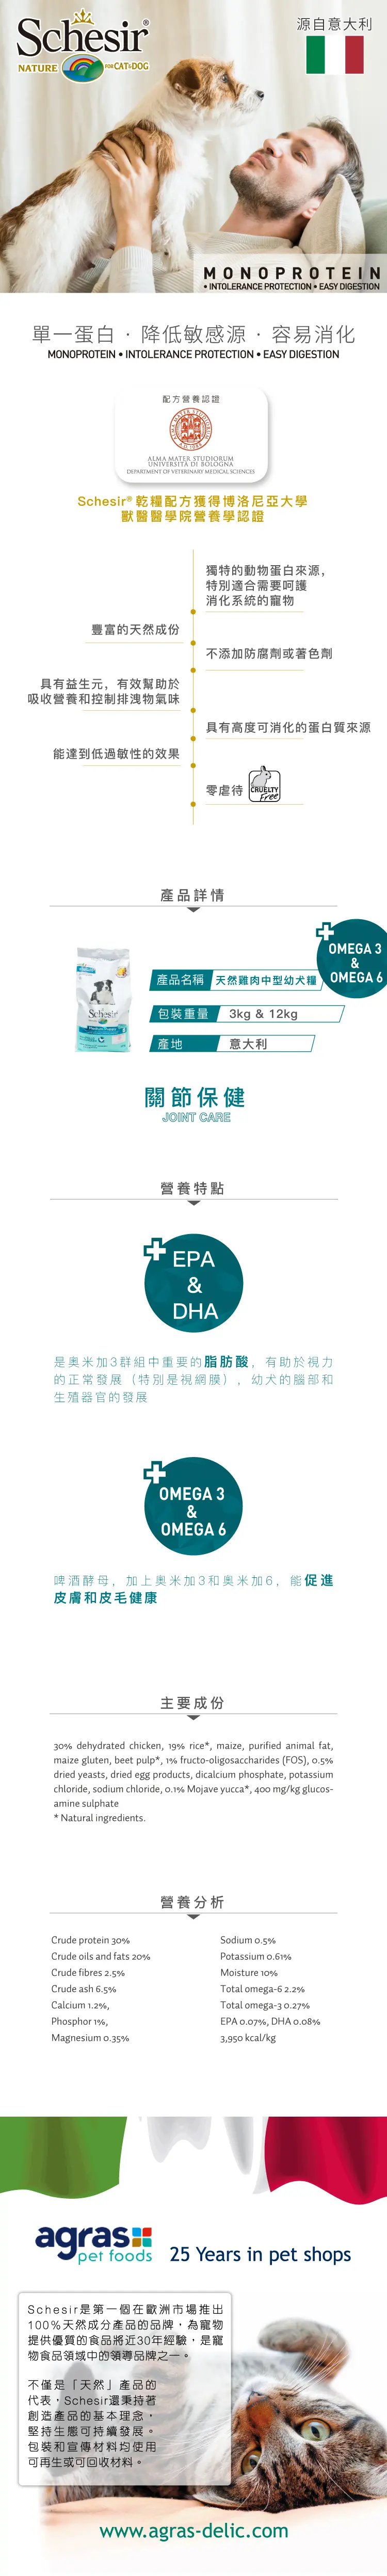 Schesir®
NATURE FOR CAT&DOG
源自意大利
MONOPROTEIN
• INTOLERANCE PROTECTION • EASY DIGESTION
單一蛋白 · 降低敏感源 · 容易消化
MONOPROTEIN • INTOLERANCE PROTECTION • EASY DIGESTION
配方營養認證
ALMA MATER STUDIORUM
UNIVERSITÀ DI BOLOGNA
DEPARTMENT OF VETERINARY MEDICAL SCIENCES
Schesir® 乾糧配方獲得博洛尼亞大學
獸醫醫學院營養學認證
獨特的動物蛋白來源，
特別適合需要呵護
消化系統的寵物
豐富的天然成份
不添加防腐劑或著色劑
具有益生元，有效幫助於
吸收營養和控制排洩物氣味
具有高度可消化的蛋白質來源
能達到低過敏性的效果
零虐待
CRUELTY
Free
產品詳情
OMEGA 3
&
OMEGA 6
Schesir
產品名稱 天然雞肉中型幼犬糧
包裝重量 3kg & 12kg
產地 意大利
關節保健
JOINT CARE
營養特點
EPA
&
DHA
是奧米加3群組中重要的脂肪酸，有助於視力
的正常發展（特別是視網膜），幼犬的腦部和
生殖器官的發展
OMEGA 3
&
OMEGA 6
啤酒酵母，加上奧米加3和奧米加6，能促進
皮膚和皮毛健康
主要成份
30% dehydrated chicken, 19% rice*, maize, purified animal fat,
maize gluten, beet pulp*, 1% fructo-oligosaccharides (FOS), 0.5%
dried yeasts, dried egg products, dicalcium phosphate, potassium
chloride, sodium chloride, 0.1% Mojave yucca*, 400 mg/kg glucos-
amine sulphate
* Natural ingredients.
營養分析
Crude protein 30%
Crude oils and fats 20%
Crude fibres 2.5%
Crude ash 6.5%
Calcium 1.2%,
Phosphor 1%,
Magnesium 0.35%
Sodium 0.5%
Potassium 0.61%
Moisture 10%
Total omega-6 2.2%
Total omega-3 0.27%
EPA 0.07%, DHA 0.08%
3,950 kcal/kg
agras
pet foods
25 Years in pet shops
Schesir是第一個在歐洲市場推出
100%天然成分產品的品牌，為寵物
提供優質的食品將近30年經驗，是寵
物食品領域中的領導品牌之一。
不僅是「天然」產品的
代表，Schesir還秉持著
創造產品的基本理念，
堅持生態可持續發展。
包裝和宣傳材料均使用
可再生或可回收材料。
www.agras-delic.com